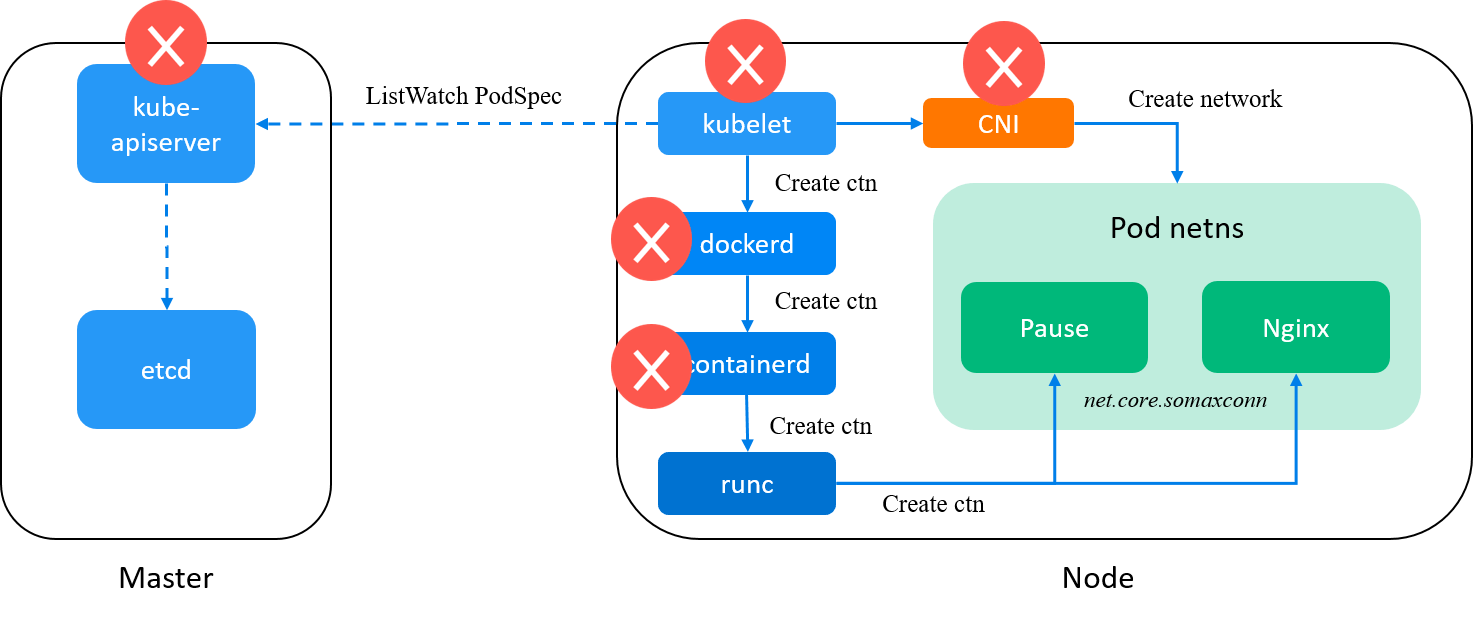 kube-
apiserver
etcd
Master
ListWatch PodSpec
kubelet
CNI
Create network
Create ctn
dockerd
Create ctn
containerd
Create ctn
runc
Create ctn
Pod netns
Pause
Nginx
net.core.somaxconn
Node